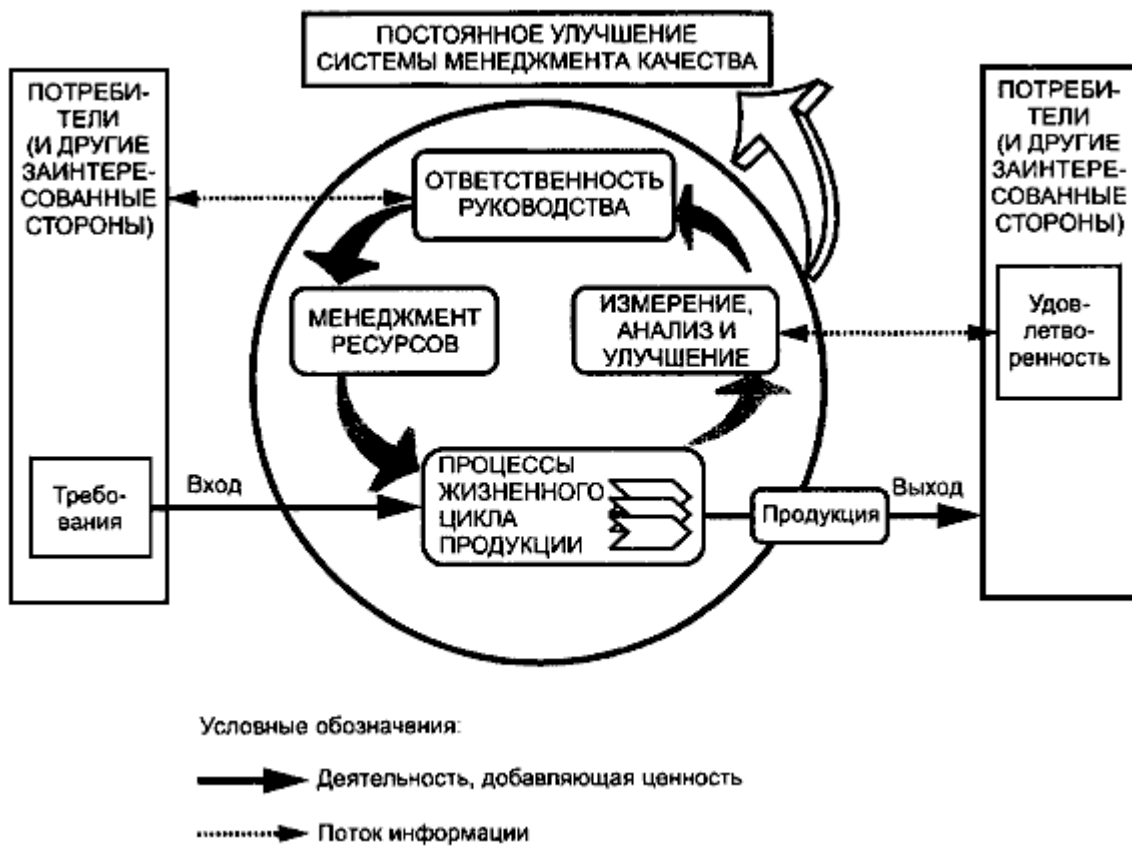 ПОСТОЯННОЕ УЛУЧШЕНИЕ
СИСТЕМЫ МЕНЕДЖМЕНТА КАЧЕСТВА
ПОТРЕБИ-
ТЕЛИ
(И ДРУГИЕ
ЗАИНТЕРЕ-
СОВАННЫЕ
СТОРОНЫ)
ОТВЕТСТВЕННОСТЬ
РУКОВОДСТВА
МЕНЕДЖМЕНТ
РЕСУРСОВ
ИЗМЕРЕНИЕ,
АНАЛИЗ И
УЛУЧШЕНИЕ
ПОТРЕБИ-
ТЕЛИ
(И ДРУГИЕ
ЗАИНТЕРЕ-
СОВАННЫЕ
СТОРОНЫ)
Удов-
летво-
ренность
Требо-
вания
Вход
ПРОЦЕССЫ
ЖИЗНЕННОГО
ЦИКЛА
ПРОДУКЦИИ
Продукция
Выход
Условные обозначения:
Деятельность, добавляющая ценность
Поток информации